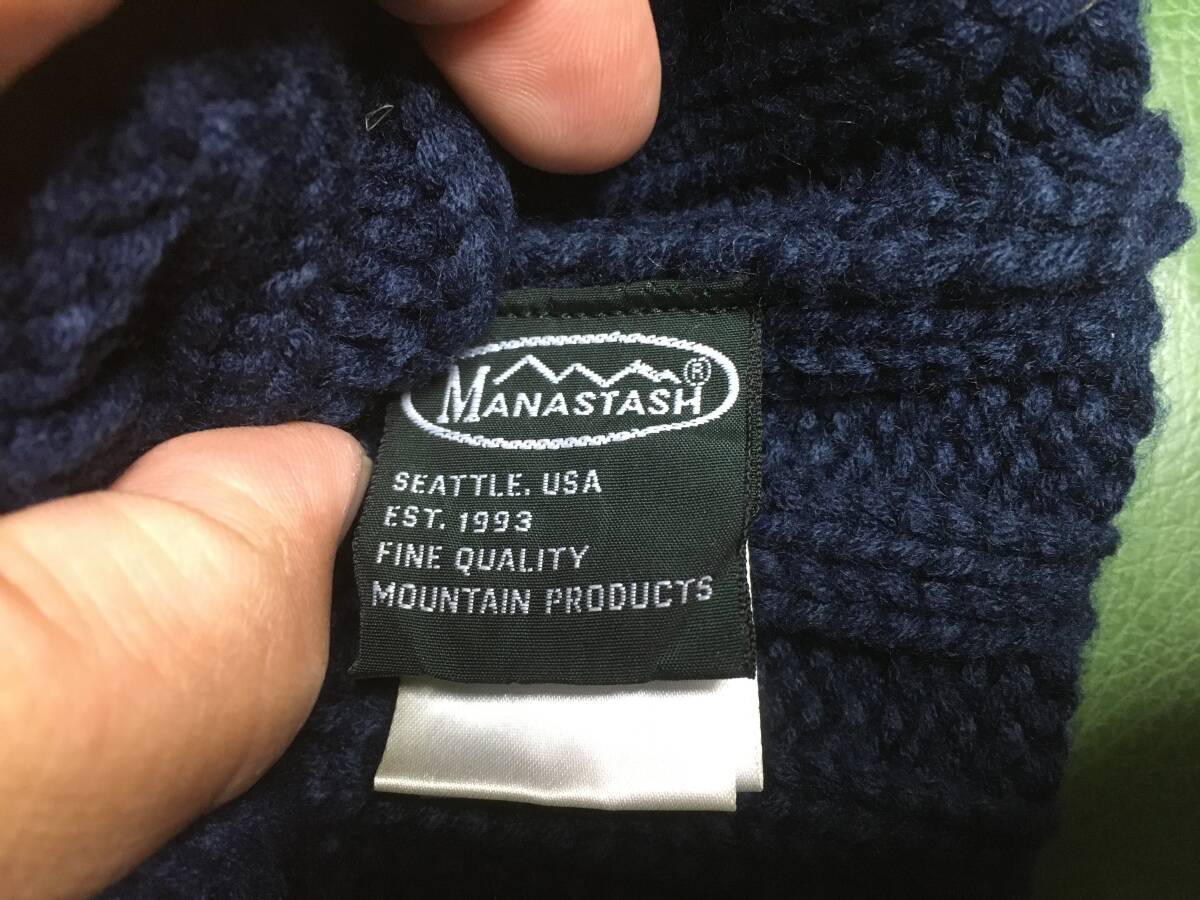 MANASTASH®
SEATTLE, USA
EST. 1993
FINE QUALITY
MOUNTAIN PRODUCTS